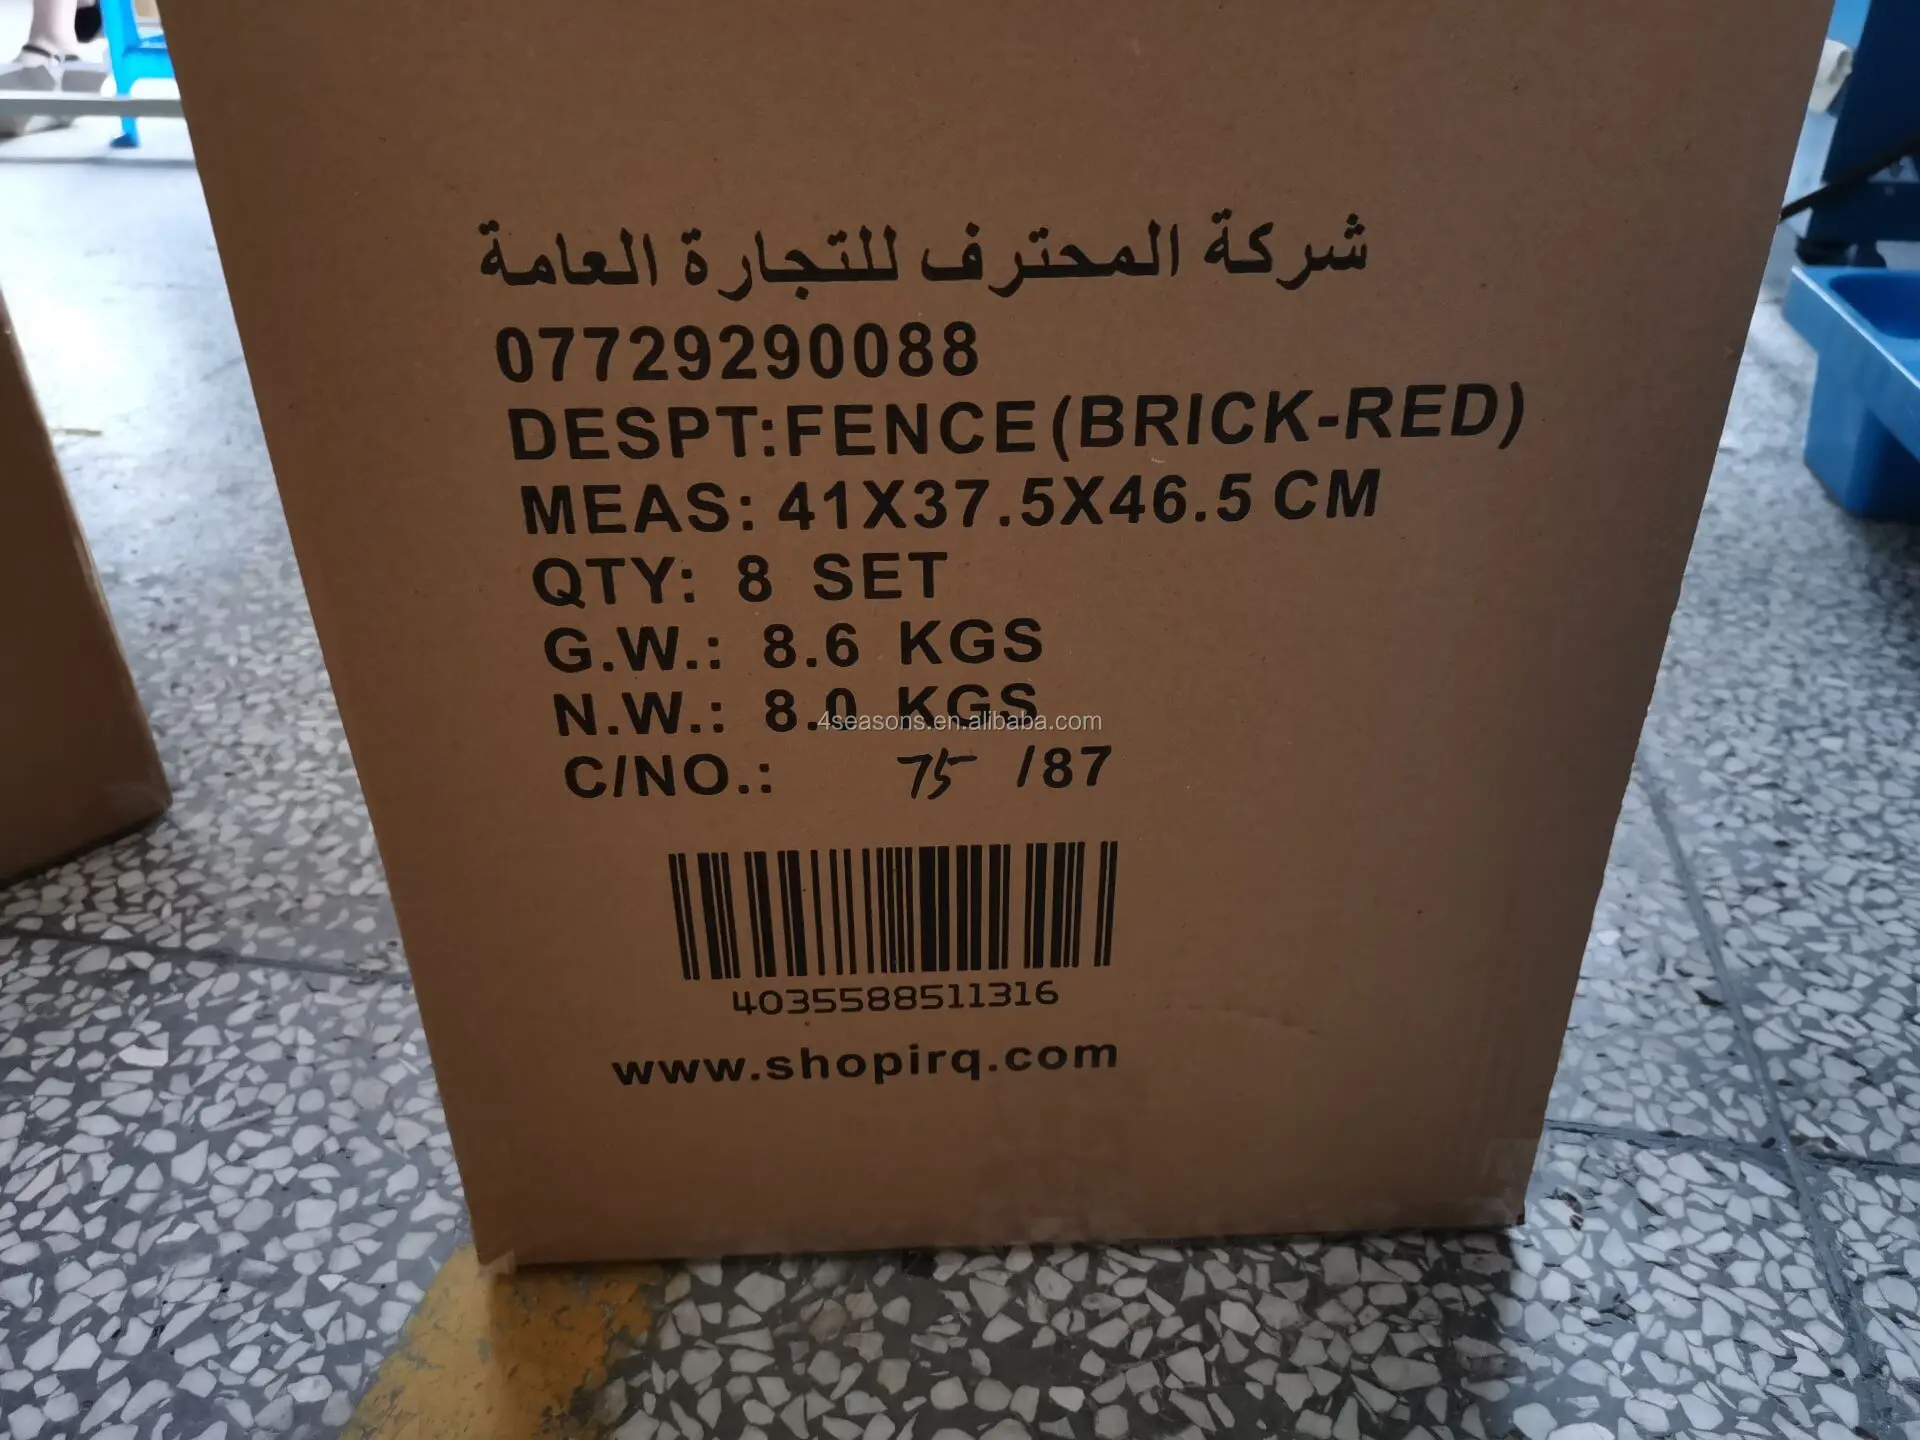 شركة المحترف للتجارة العامة
07729290088
DESPT:FENCE(BRICK-RED)
MEAS: 41X37.5X46.5 CM
QTY: 8 SET
G.W.: 8.6 KGS
N.W.: 8.0 KGS
4seasons.en.alibaba.com
C/NO.: 75 /87
4035588511316
www.shopirq.com